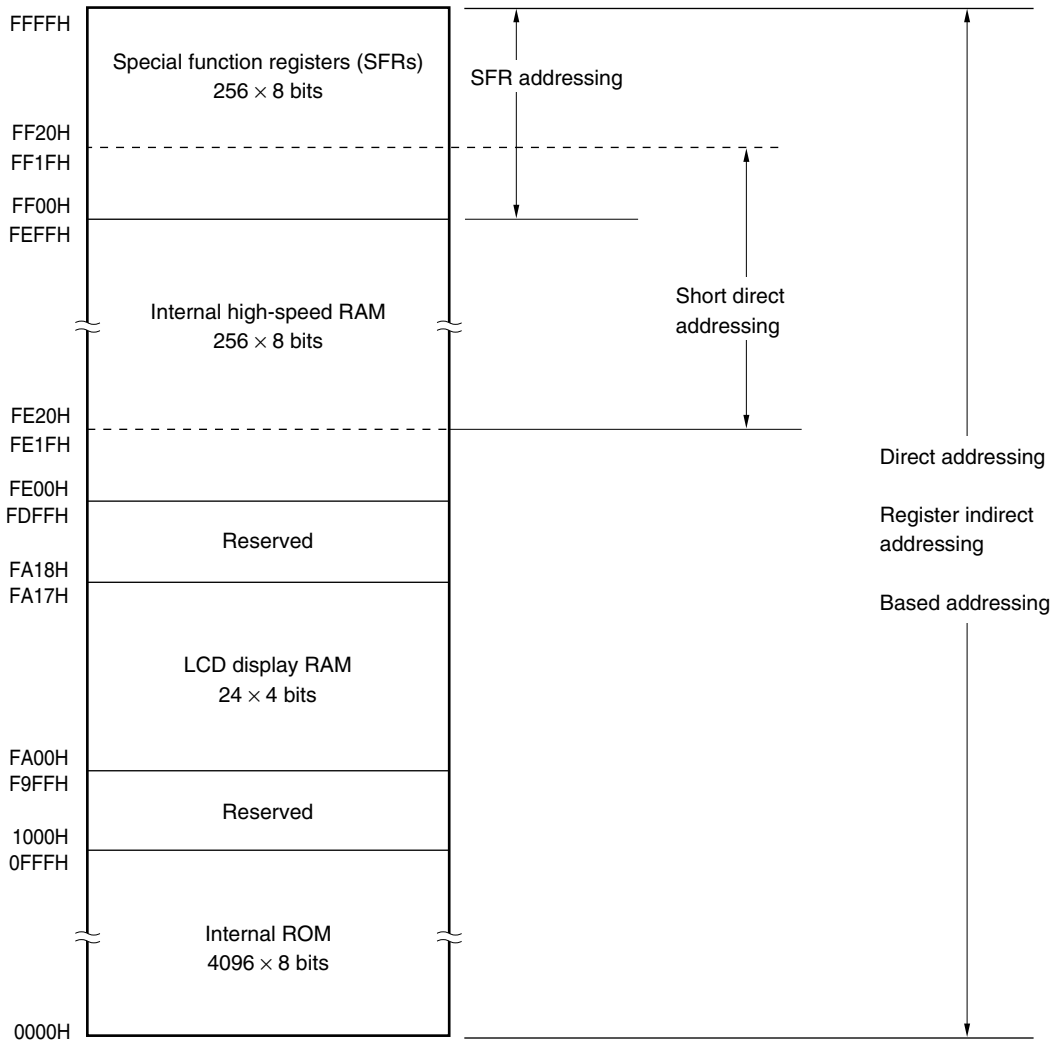 FFFFH
Special function registers (SFRs)
256 × 8 bits
SFR addressing
FF20H
FF1FH
FF00H
FEFFH
Internal high-speed RAM
256 × 8 bits
Short direct
addressing
FE20H
FE1FH
Direct addressing
FE00H
FDFFH
Register indirect
addressing
Reserved
FA18H
FA17H
Based addressing
LCD display RAM
24 × 4 bits
FA00H
F9FFH
Reserved
1000H
0FFFH
Internal ROM
4096 × 8 bits
0000H